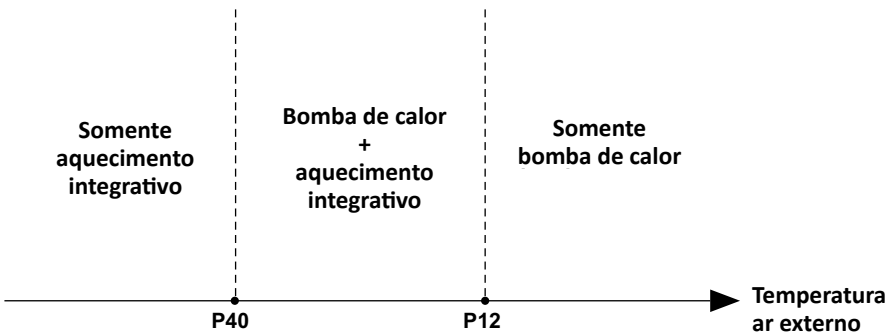 Somente
aquecimento
integrativo
Bomba de calor
+
aquecimento
integrativo
Somente
bomba de calor
P40
P12
Temperatura
ar externo